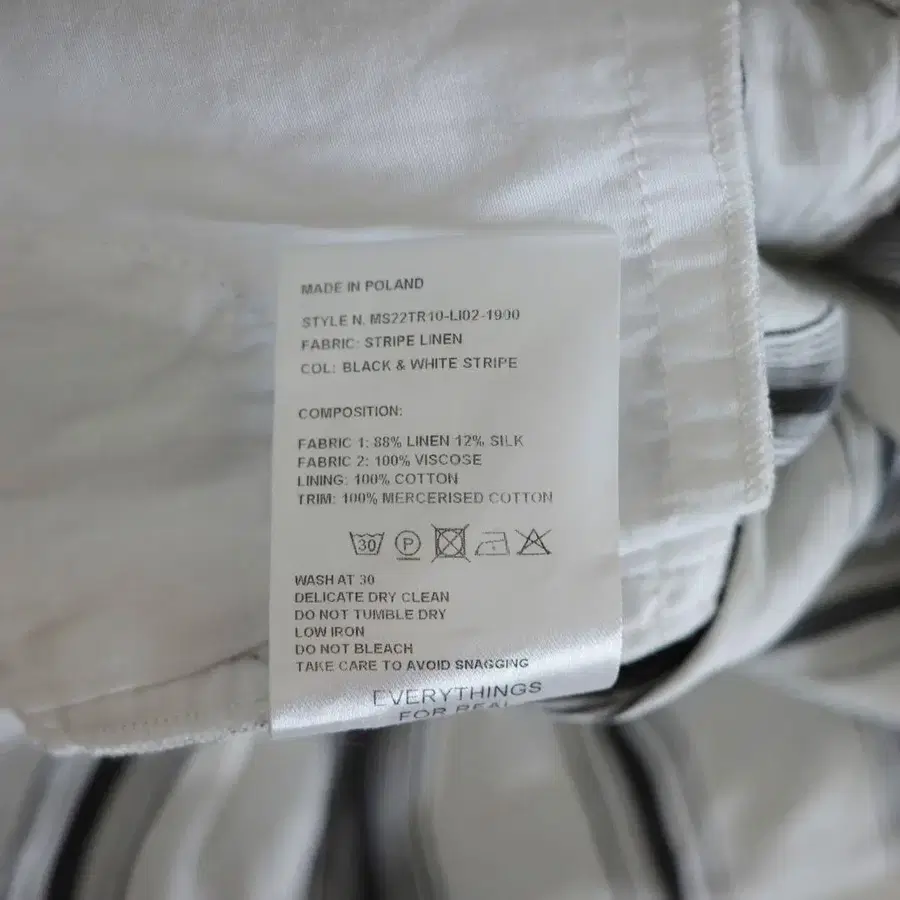 MADE IN POLAND
STYLE N. MS22TR10-LI02-1900
FABRIC: STRIPE LINEN
COL: BLACK & WHITE STRIPE
COMPOSITION:
FABRIC 1: 88% LINEN 12% SILK
FABRIC 2: 100% VISCOSE
LINING: 100% COTTON
TRIM: 100% MERCERISED COTTON
30 P
WASH AT 30
DELICATE DRY CLEAN
DO NOT TUMBLE DRY
LOW IRON
DO NOT BLEACH
TAKE CARE TO AVOID SNAGGING
EVERYTHINGS
FOR REAL